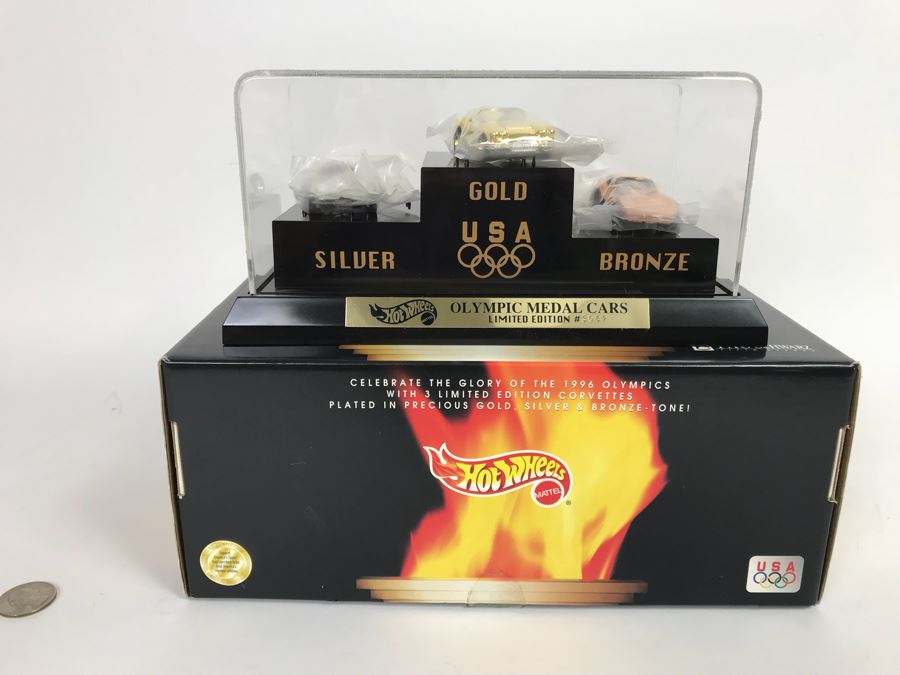 GOLD
USA
SILVER
BRONZE
HOT WHEELS
OLYMPIC MEDAL CARS
LIMITED EDITION #
CELEBRATE THE GLORY OF THE 1996 OLYMPICS
WITH 3 LIMITED EDITION CORVETTES
PLATED IN PRECIOUS GOLD, SILVER & BRONZE-TONE!
HOT WHEELS
MATTEL
®
USA